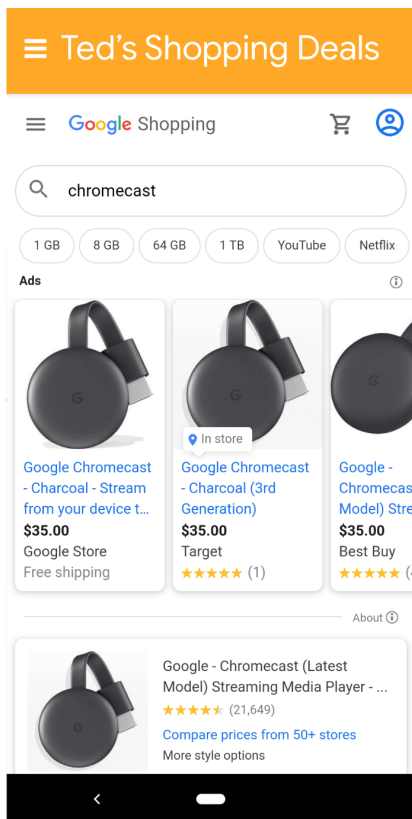 Ted's Shopping Deals
Google Shopping
chromecast
1 GB
8 GB
64 GB
1 TB
YouTube
Netflix
Ads
G
G
G
In store
Google Chromecast
- Charcoal - Stream
from your device t...
$35.00
Google Store
Free shipping
Google Chromecast
- Charcoal (3rd
Generation)
$35.00
Target
(1)
Google -
Chromecas
Model) Stre
$35.00
Best Buy
About
G
Google - Chromecast (Latest
Model) Streaming Media Player - ...
(21,649)
Compare prices from 50+ stores
More style options